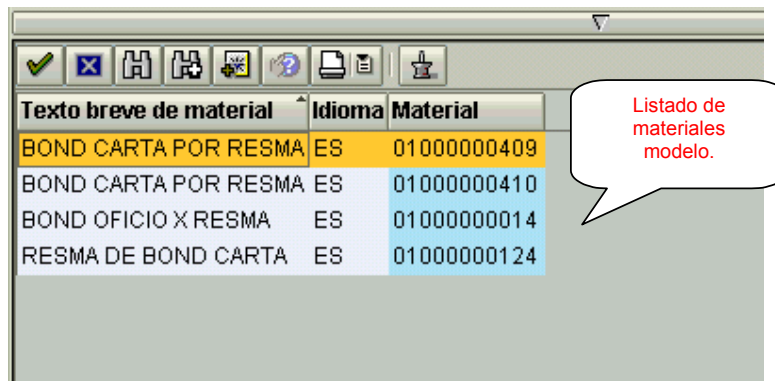 Texto breve de material Idioma Material
BOND CARTA POR RESMA ES 01000000409
BOND CARTA POR RESMA ES 01000000410
BOND OFICIO X RESMA ES 01000000014
RESMA DE BOND CARTA ES 01000000124
Listado de
materiales
modelo.